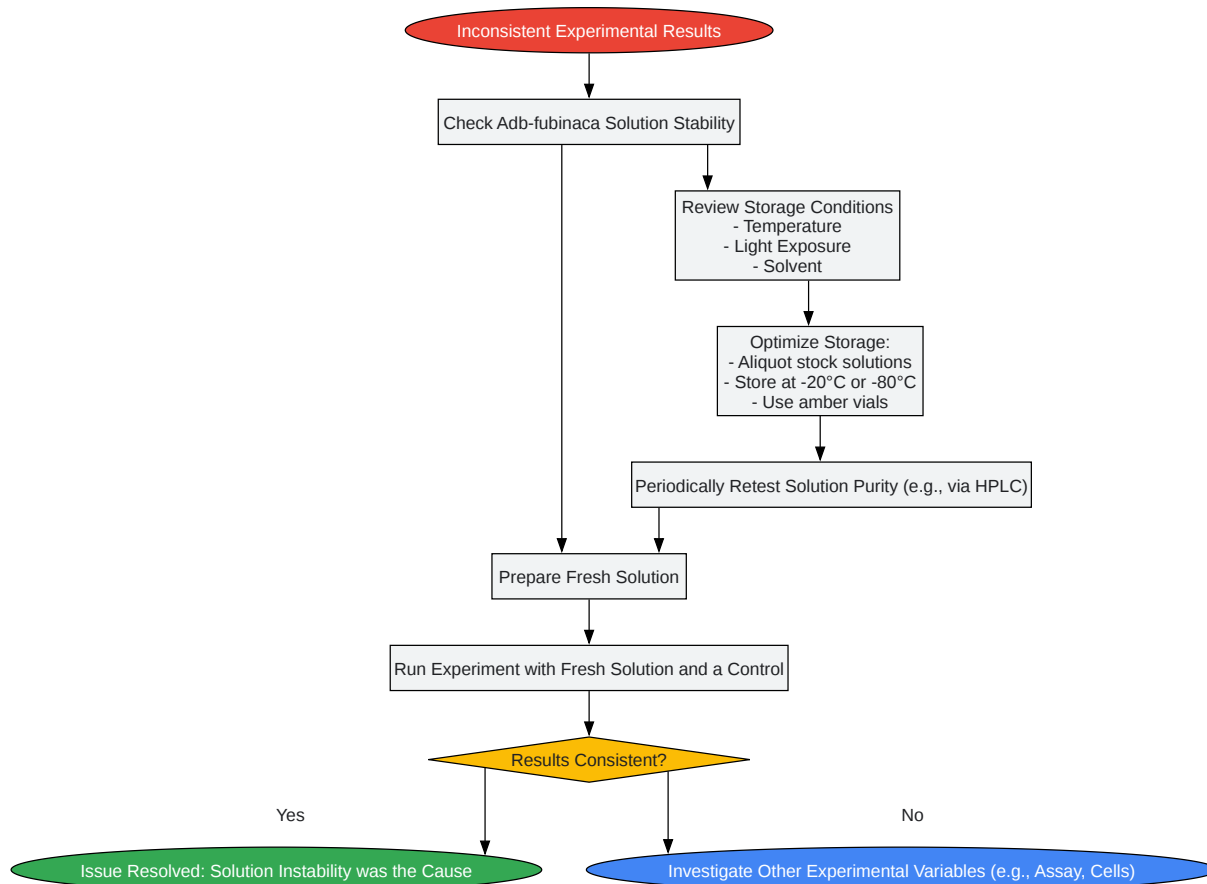 Inconsistent Experimental Results
Check Adb-fubinaca Solution Stability
Review Storage Conditions
- Temperature
- Light Exposure
- Solvent
Optimize Storage:
- Aliquot stock solutions
- Store at -20°C or -80°C
- Use amber vials
Periodically Retest Solution Purity (e.g., via HPLC)
Prepare Fresh Solution
Run Experiment with Fresh Solution and a Control
Results Consistent?
Yes
No
Issue Resolved: Solution Instability was the Cause
Investigate Other Experimental Variables (e.g., Assay, Cells)